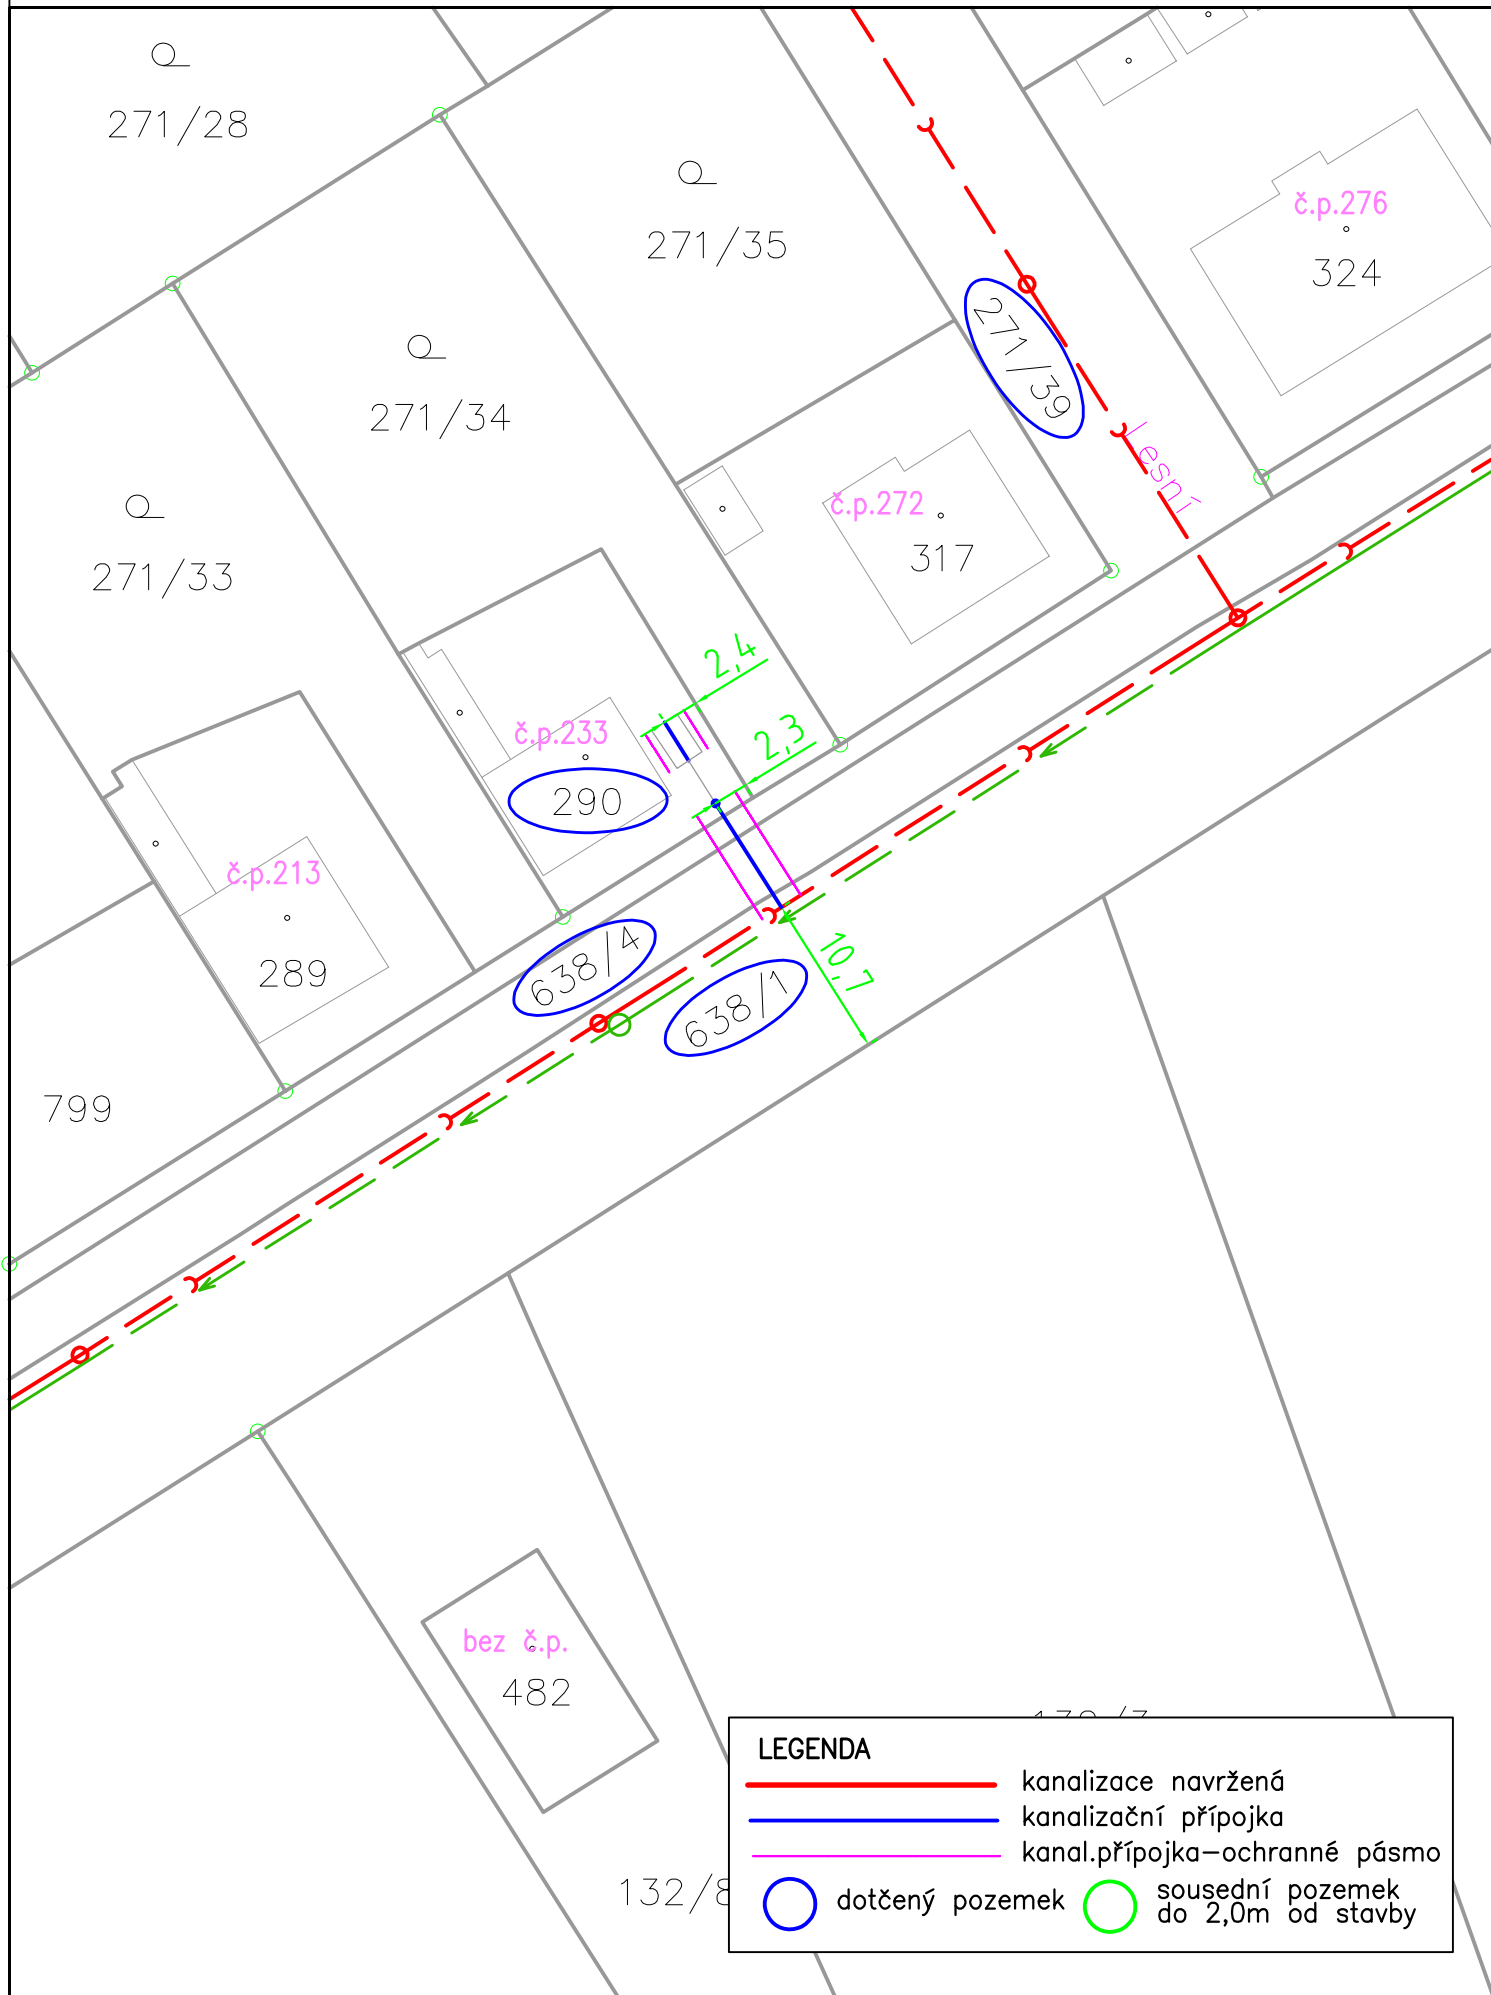 271/28
271/35
č.p.276
324
271/39
271/34
Lesní
č.p.272
317
271/33
2,4
č.p.233
2,3
290
č.p.213
289
638/4
10,7
638/1
799
bez č.p.
482
LEGENDA
kanalizace navržená
kanalizační přípojka
kanal.přípojka–ochranné pásmo
132/8
dotčený pozemek
sousední pozemek
do 2,0m od stavby